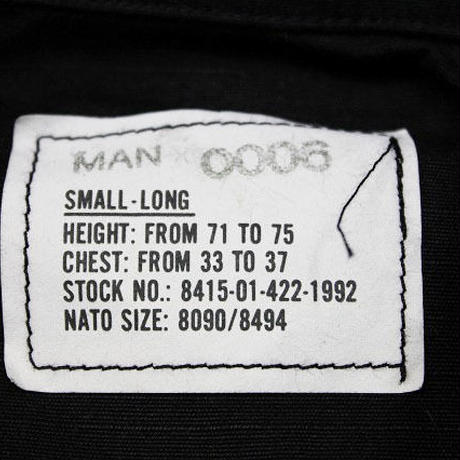 MAN 0006
SMALL-LONG
HEIGHT: FROM 71 TO 75
CHEST: FROM 33 TO 37
STOCK NO.: 8415-01-422-1992
NATO SIZE: 8090/8494